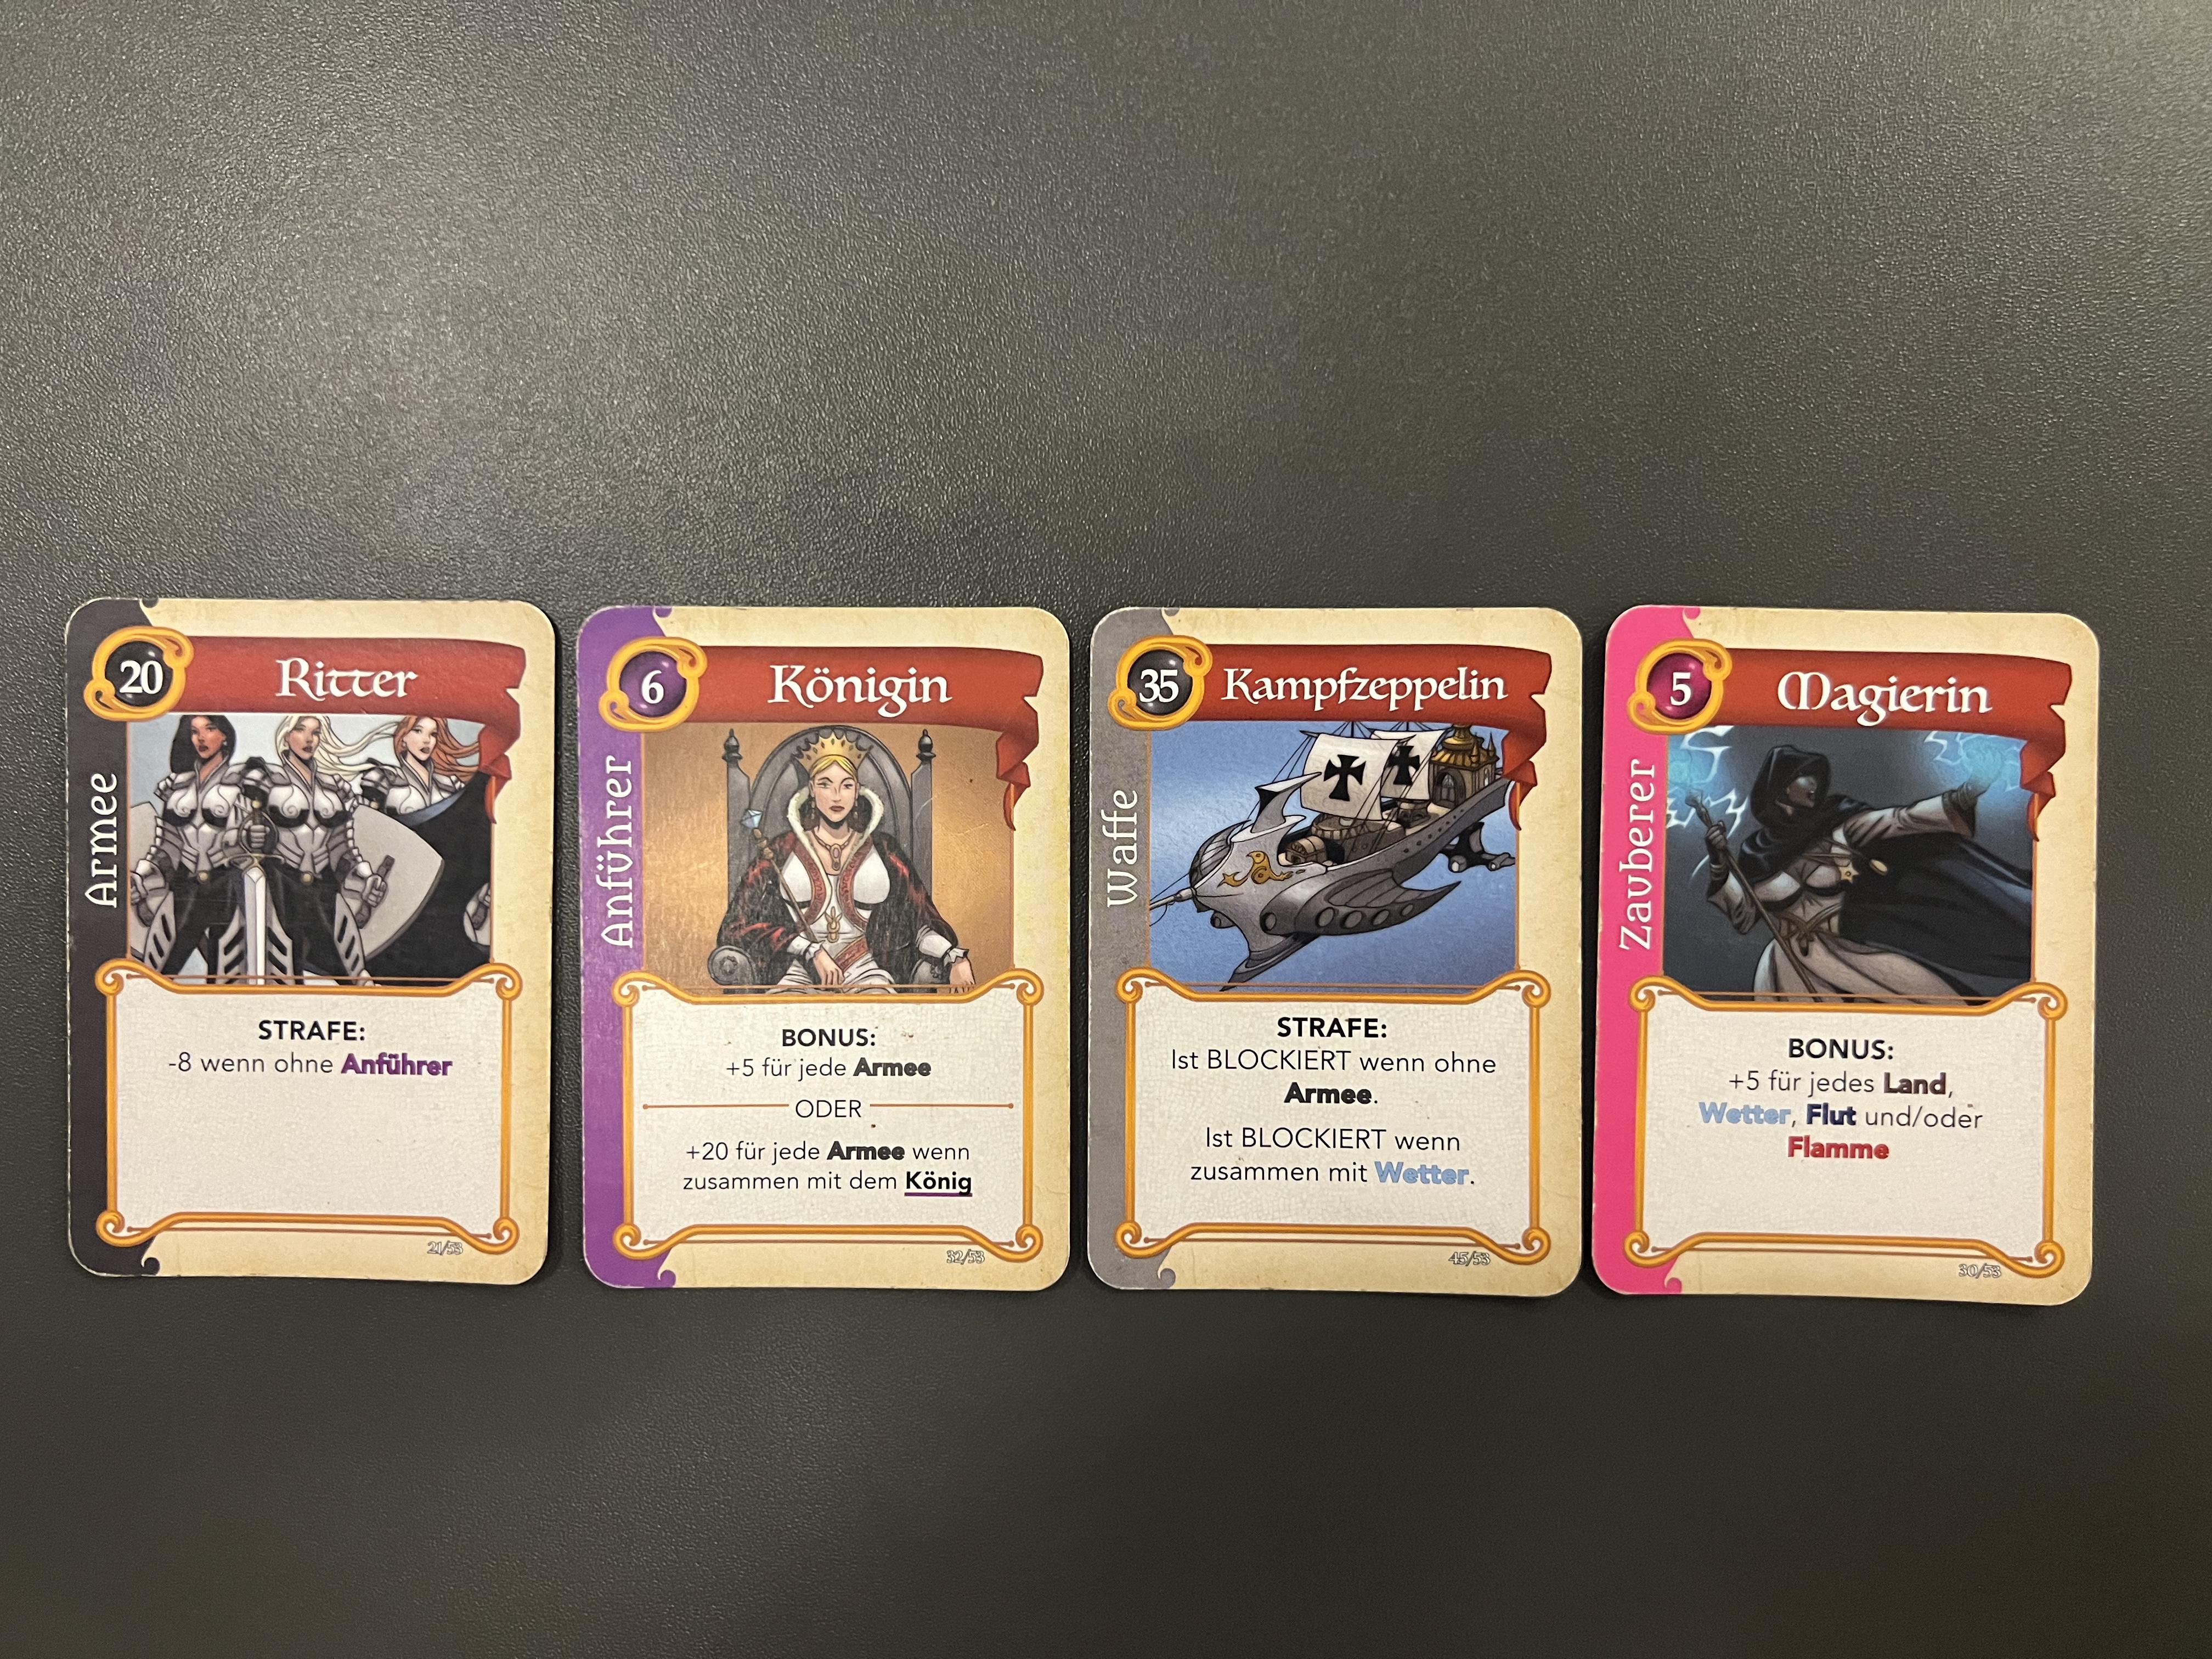 Armee
20
Ritter
STRAFE:
-8 wenn ohne Anführer
21/53
Anführer
6
Königin
BONUS:
+5 für jede Armee
ODER
+20 für jede Armee wenn
zusammen mit dem König
32/53
Waffe
35
Kampfzeppelin
STRAFE:
Ist BLOCKIERT wenn ohne
Armee.
Ist BLOCKIERT wenn
zusammen mit Wetter.
45/53
Zauberer
5
Magierin
BONUS:
+5 für jedes Land,
Wetter, Flut und/oder
Flamme
30/53